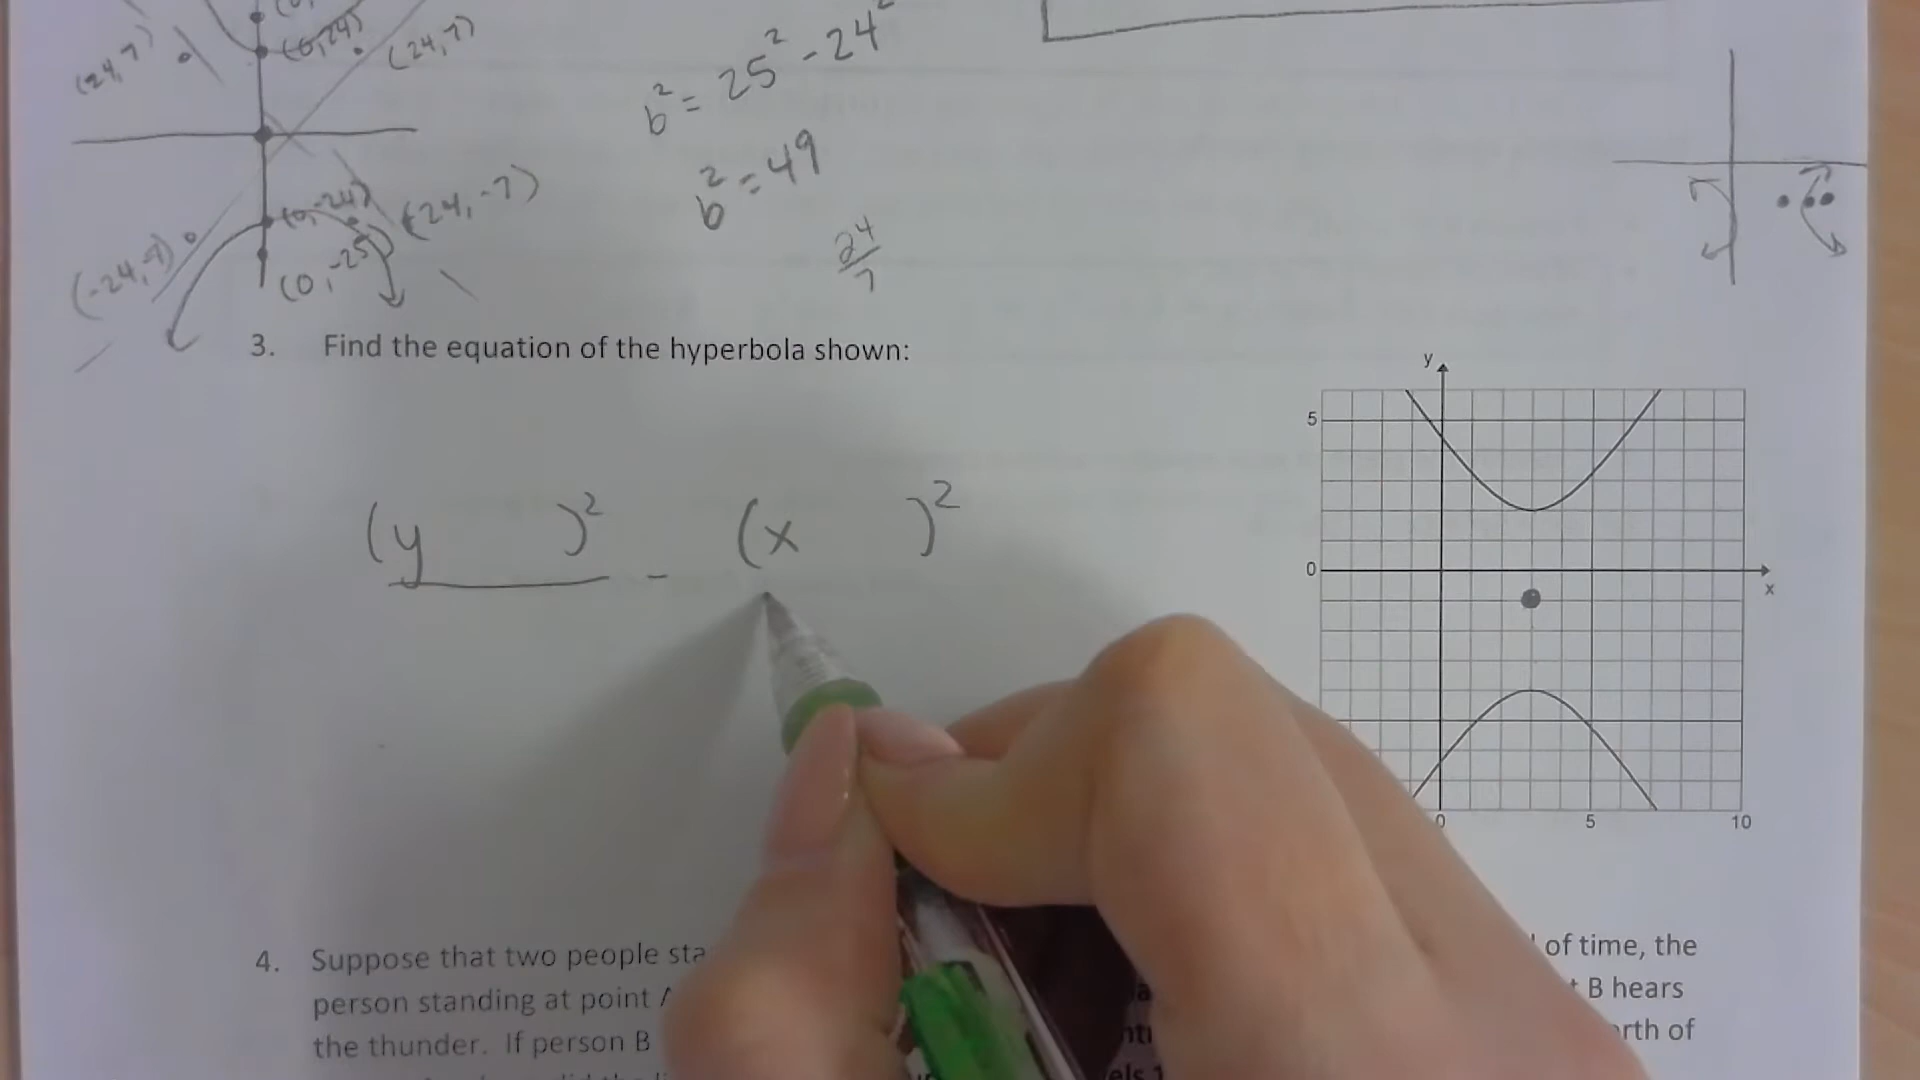 (24,7)
(0,24)
(24,7)
b² = 25² - 24²
b² = 49
24/7
(0,-24)
(24,-7)
(-24,-7)
(0,-25)
3. Find the equation of the hyperbola shown:
(y )² - (x )²
y
5
0
x
0 5 10
4. Suppose that two people sta
of time, the
person standing at point A
t B hears
the thunder. If person B
rth of
els 1